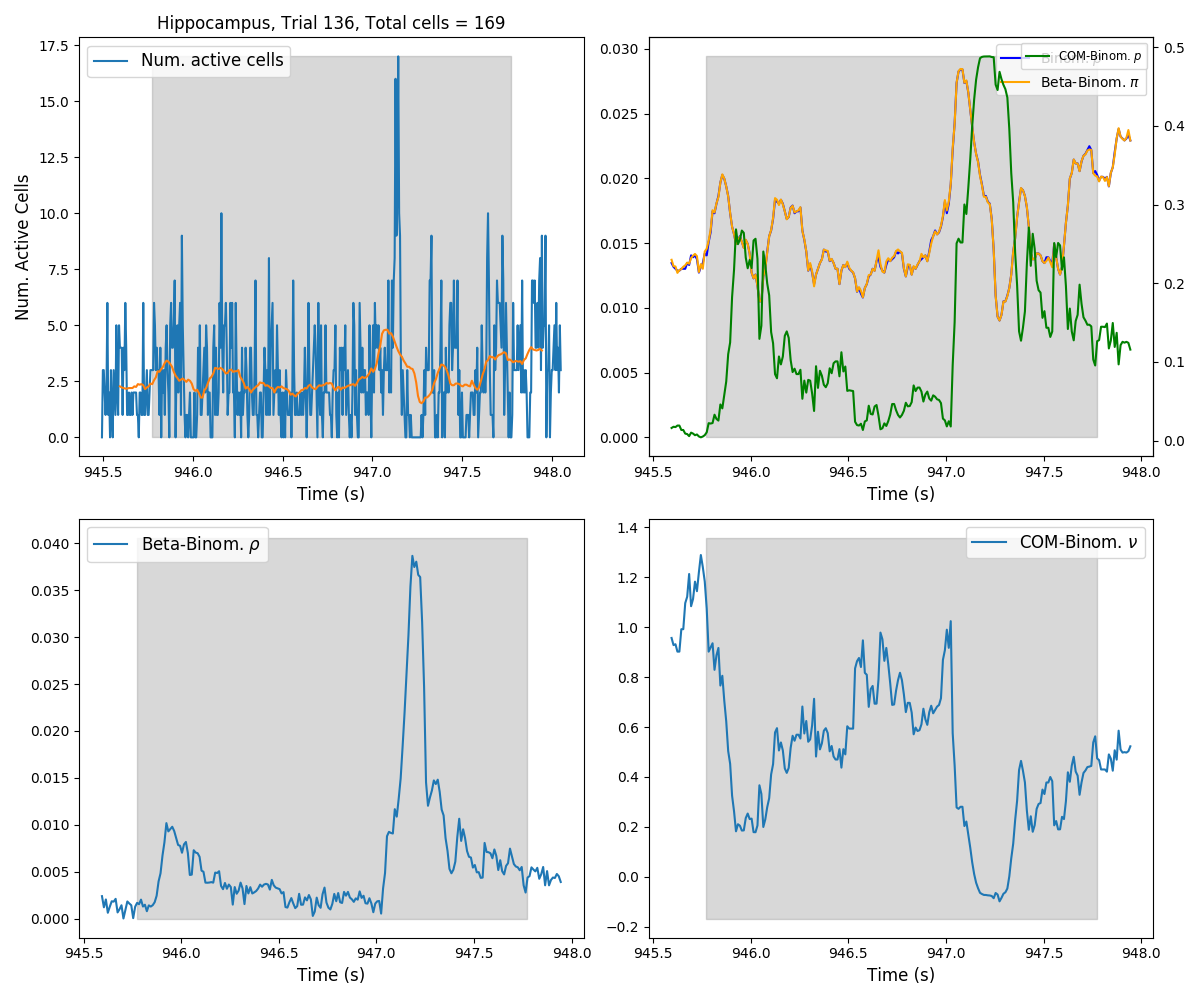 Hippocampus, Trial 136, Total cells = 169
Num. active cells
17.5
15.0
12.5
10.0
7.5
5.0
2.5
0.0
Num. Active Cells
945.5 946.0 946.5 947.0 947.5 948.0
Time (s)
COM-Binom. p
Beta-Binom. π
0.030
0.025
0.020
0.015
0.010
0.005
0.000
0.5
0.4
0.3
0.2
0.1
0.0
945.5 946.0 946.5 947.0 947.5 948.0
Time (s)
Beta-Binom. ρ
0.040
0.035
0.030
0.025
0.020
0.015
0.010
0.005
0.000
945.5 946.0 946.5 947.0 947.5 948.0
Time (s)
COM-Binom. ν
1.4
1.2
1.0
0.8
0.6
0.4
0.2
0.0
−0.2
945.5 946.0 946.5 947.0 947.5 948.0
Time (s)